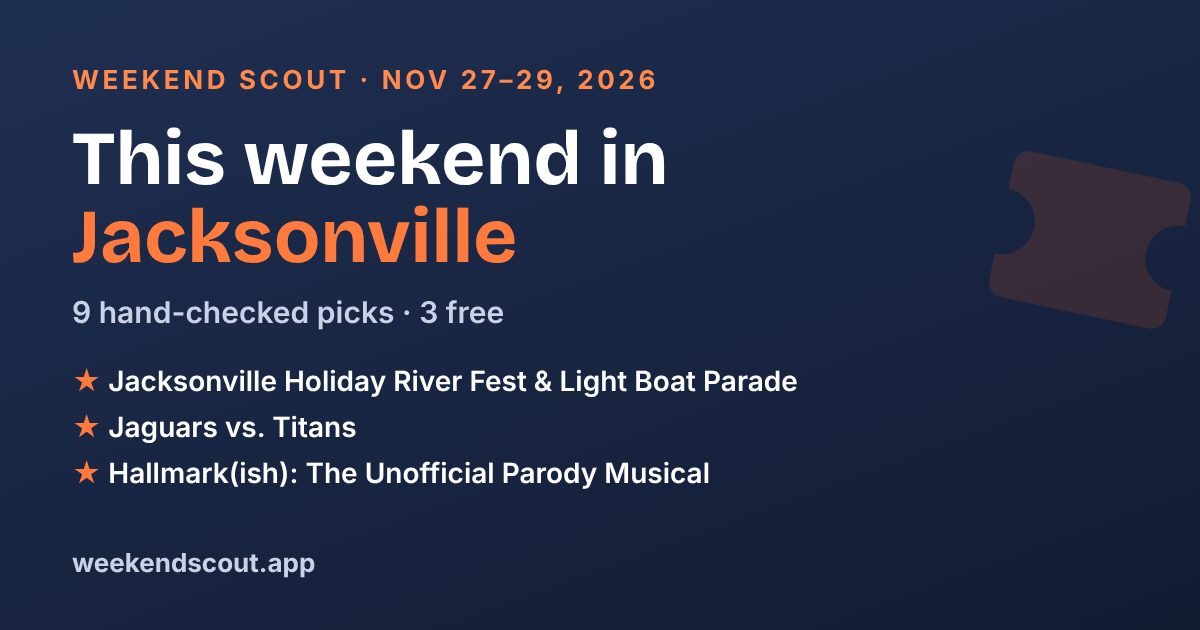 WEEKEND SCOUT · NOV 27–29, 2026
This weekend in
Jacksonville
9 hand-checked picks · 3 free
★ Jacksonville Holiday River Fest & Light Boat Parade
★ Jaguars vs. Titans
★ Hallmark(ish): The Unofficial Parody Musical
weekendscout.app